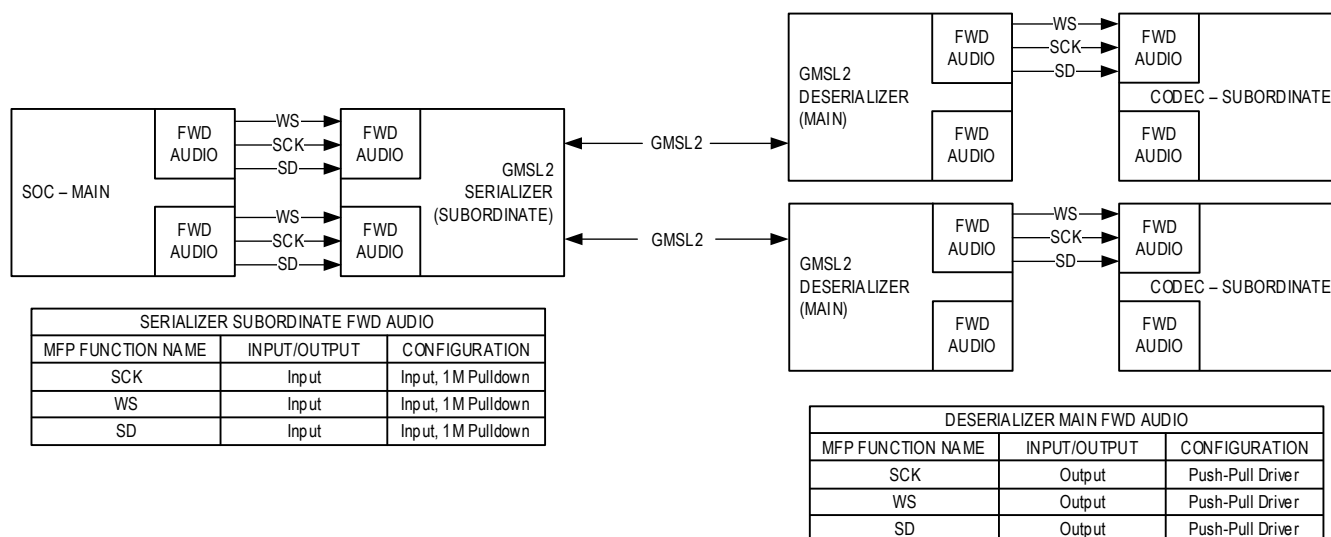 FWD
AUDIO
WS
SCK
SD
FWD
AUDIO
GMSL2
DESERIALIZER
(MAIN)
CODEC – SUBORDINATE
FWD
AUDIO
FWD
AUDIO
SOC – MAIN
FWD
AUDIO
WS
SCK
SD
FWD
AUDIO
GMSL2
SERIALIZER
(SUBORDINATE)
FWD
AUDIO
WS
SCK
SD
FWD
AUDIO
GMSL2
GMSL2
FWD
AUDIO
WS
SCK
SD
FWD
AUDIO
GMSL2
DESERIALIZER
(MAIN)
CODEC – SUBORDINATE
FWD
AUDIO
FWD
AUDIO
SERIALIZER SUBORDINATE FWD AUDIO
MFP FUNCTION NAME INPUT/OUTPUT CONFIGURATION
SCK Input Input, 1M Pulldown
WS Input Input, 1M Pulldown
SD Input Input, 1M Pulldown
DESERIALIZER MAIN FWD AUDIO
MFP FUNCTION NAME INPUT/OUTPUT CONFIGURATION
SCK Output Push-Pull Driver
WS Output Push-Pull Driver
SD Output Push-Pull Driver